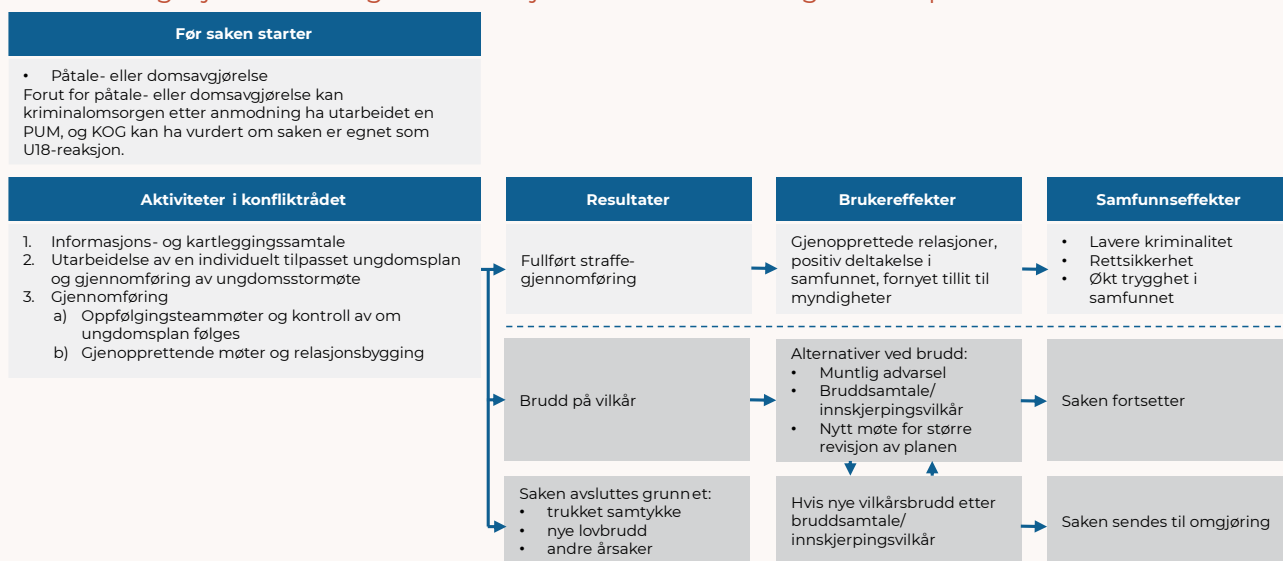 Før saken starter
• Påtale- eller domsavgjørelse
Forut for påtale- eller domsavgjørelse kan
kriminalomsorgen etter anmodning ha utarbeidet en
PUM, og KOG kan ha vurdert om saken er egnet som
U18-reaksjon.
Aktiviteter i konfliktrådet
1. Informasjons- og kartleggingssamtale
2. Utarbeidelse av en individuelt tilpasset ungdomsplan
og gjennomføring av ungdomsstormøte
3. Gjennomføring
a) Oppfølgingsteammøter og kontroll av om
ungdomsplan følges
b) Gjenopprettende møter og relasjonsbygging
Resultater
Fullført straffe-
gjennomføring
Brukereffekter
Gjenopprettede relasjoner,
positiv deltakelse i
samfunnet, fornyet tillit til
myndigheter
Samfunnseffekter
• Lavere kriminalitet
• Rettsikkerhet
• Økt trygghet i
samfunnet
Brudd på vilkår
Alternativer ved brudd:
• Muntlig advarsel
• Bruddsamtale/
innskjerpingsvilkår
• Nytt møte for større
revisjon av planen
Saken fortsetter
Saken avsluttes grunnet:
• trukket samtykke
• nye lovbrudd
• andre årsaker
Hvis nye vilkårsbrudd etter
bruddsamtale/
innskjerpingsvilkår
Saken sendes til omgjøring